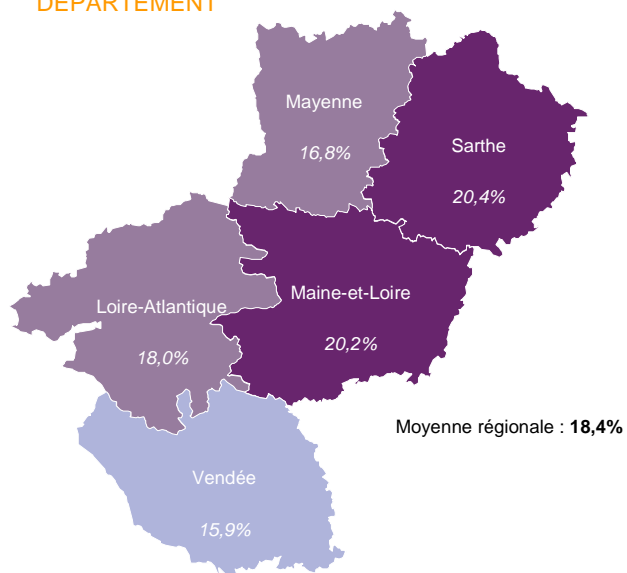 DÉPARTEMENT
Mayenne
16,8%
Sarthe
20,4%
Loire-Atlantique
18,0%
Maine-et-Loire
20,2%
Moyenne régionale : 18,4%
Vendée
15,9%